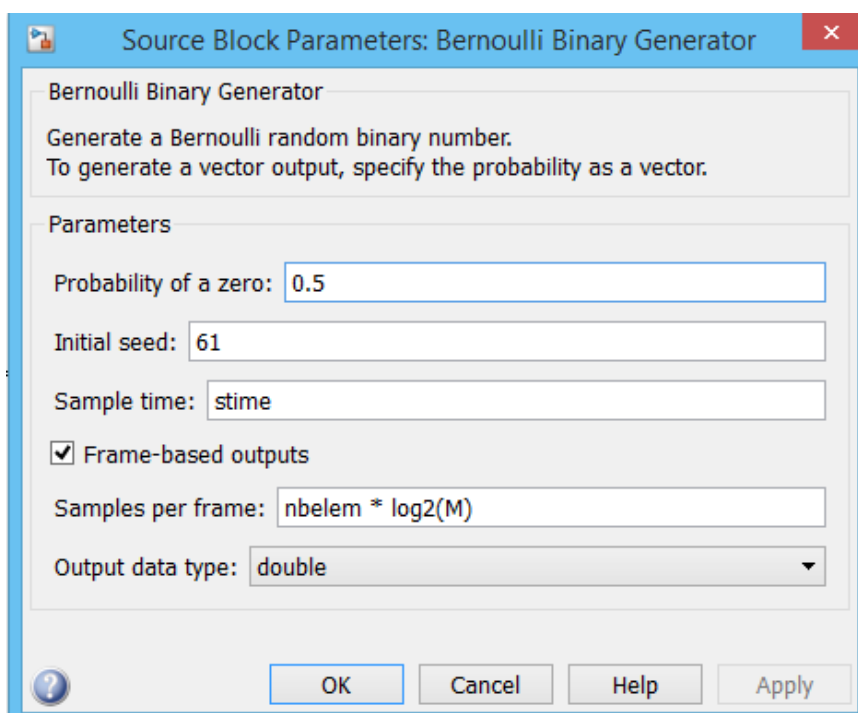 Source Block Parameters: Bernoulli Binary Generator
Bernoulli Binary Generator
Generate a Bernoulli random binary number.
To generate a vector output, specify the probability as a vector.
Parameters
Probability of a zero: 0.5
Initial seed: 61
Sample time: stime
Frame-based outputs
Samples per frame: nbelem * log2(M)
Output data type: double
OK Cancel Help Apply